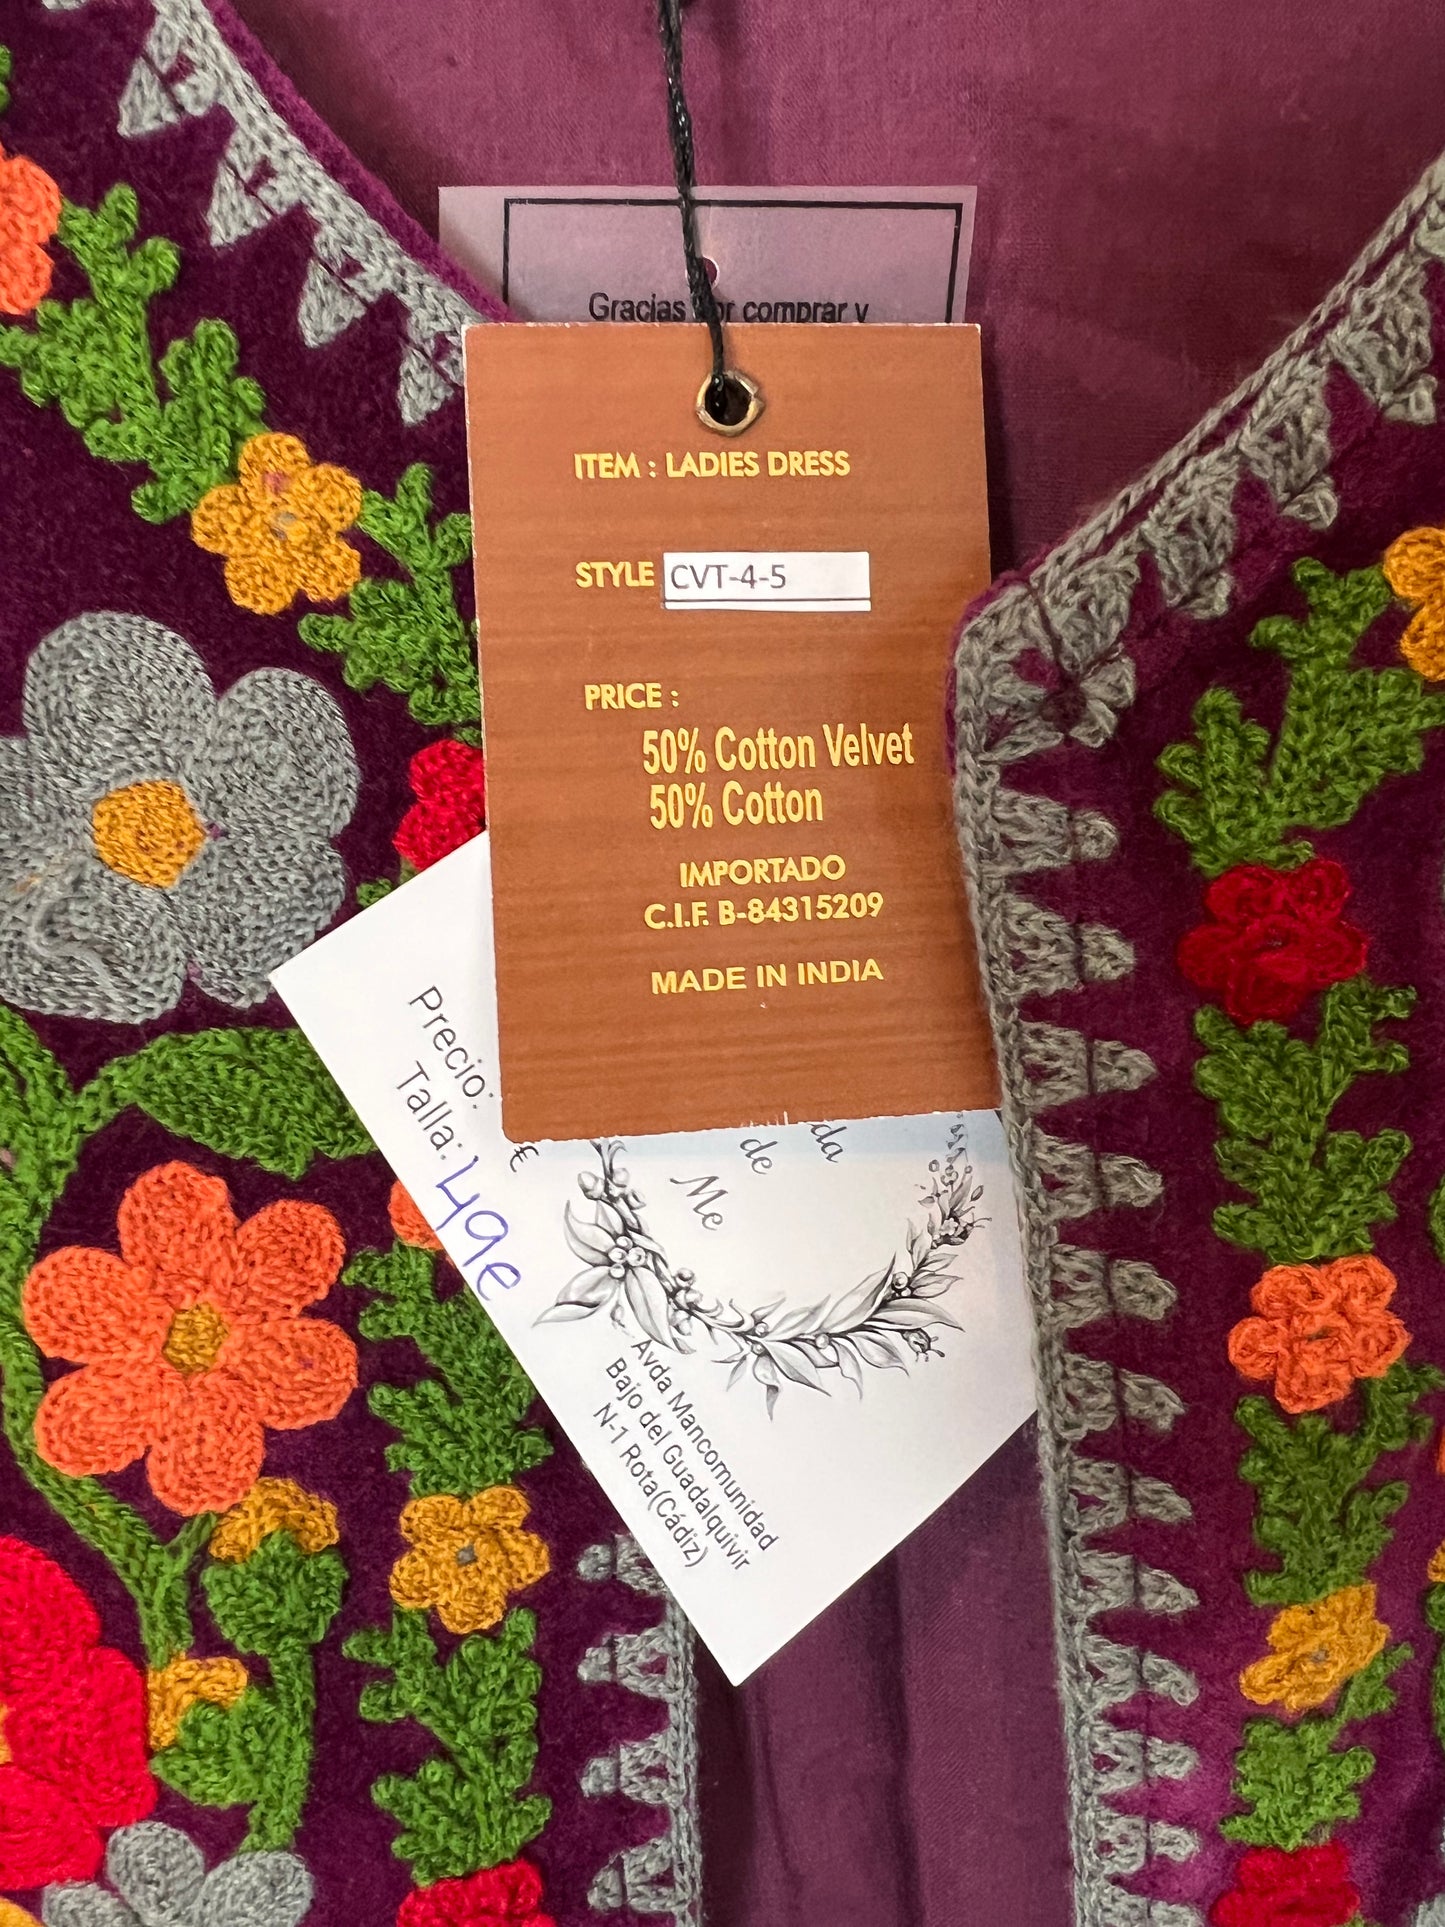 Gracias por comprar y
ITEM : LADIES DRESS
STYLE CVT-4-5
PRICE :
50% Cotton Velvet
50% Cotton
IMPORTADO
C.I.F. B-84315209
MADE IN INDIA
Precio: €
Talla: 49e
da
de
Me
Avda Mancomunidad
Bajo del Guadalquivir
N-1 Rota(Cádiz)